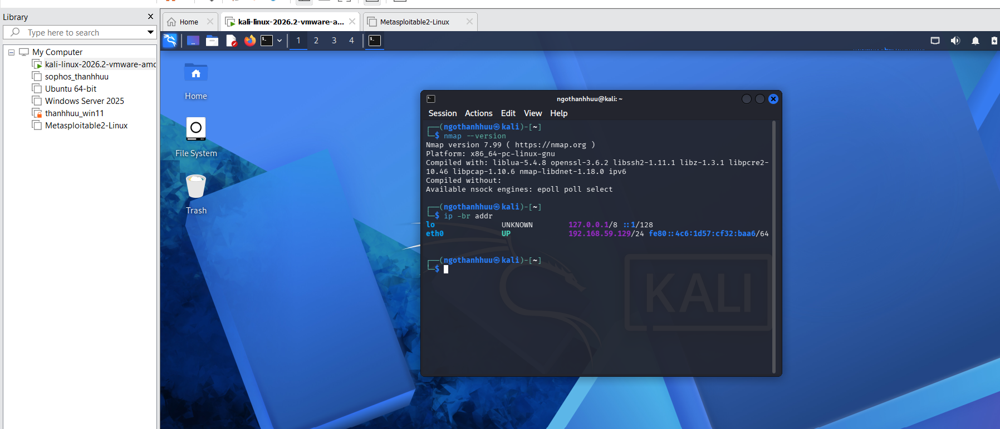 Library
Type here to search
My Computer
kali-linux-2026.2-vmware-amd
sophos_thanhhuu
Ubuntu 64-bit
Windows Server 2025
thanhhuu_win11
Metasploitable2-Linux
Home
kali-linux-2026.2-vmware-a...
Metasploitable2-Linux
1 2 3 4
Home
File System
Trash
ngothanhhuu@kali: ~
Session Actions Edit View Help
┌──(ngothanhhuu㉿kali)-[~]
└─$ nmap --version
Nmap version 7.99 ( https://nmap.org )
Platform: x86_64-pc-linux-gnu
Compiled with: liblua-5.4.8 openssl-3.6.2 libssh2-1.11.1 libz-1.3.1 libpcre2-
10.46 libpcap-1.10.6 nmap-libdnet-1.18.0 ipv6
Compiled without:
Available nsock engines: epoll poll select
┌──(ngothanhhuu㉿kali)-[~]
└─$ ip -br addr
lo UNKNOWN 127.0.0.1/8 ::1/128
eth0 UP 192.168.59.129/24 fe80::4c6:1d57:cf32:baa6/64
┌──(ngothanhhuu㉿kali)-[~]
└─$
KALI